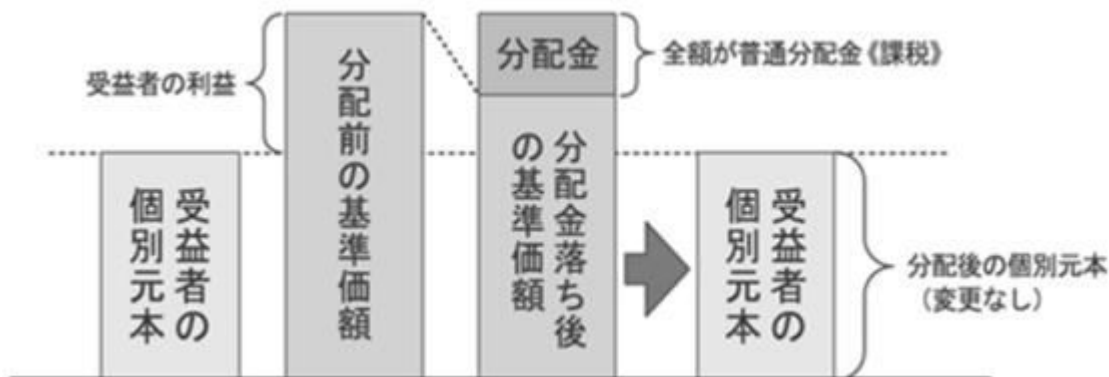 受益者の利益
受益者の
個別元本
分配前の基準価額
分配金
全額が普通分配金《課税》
分配金落ち後
の基準価額
受益者の
個別元本
分配後の個別元本
（変更なし）